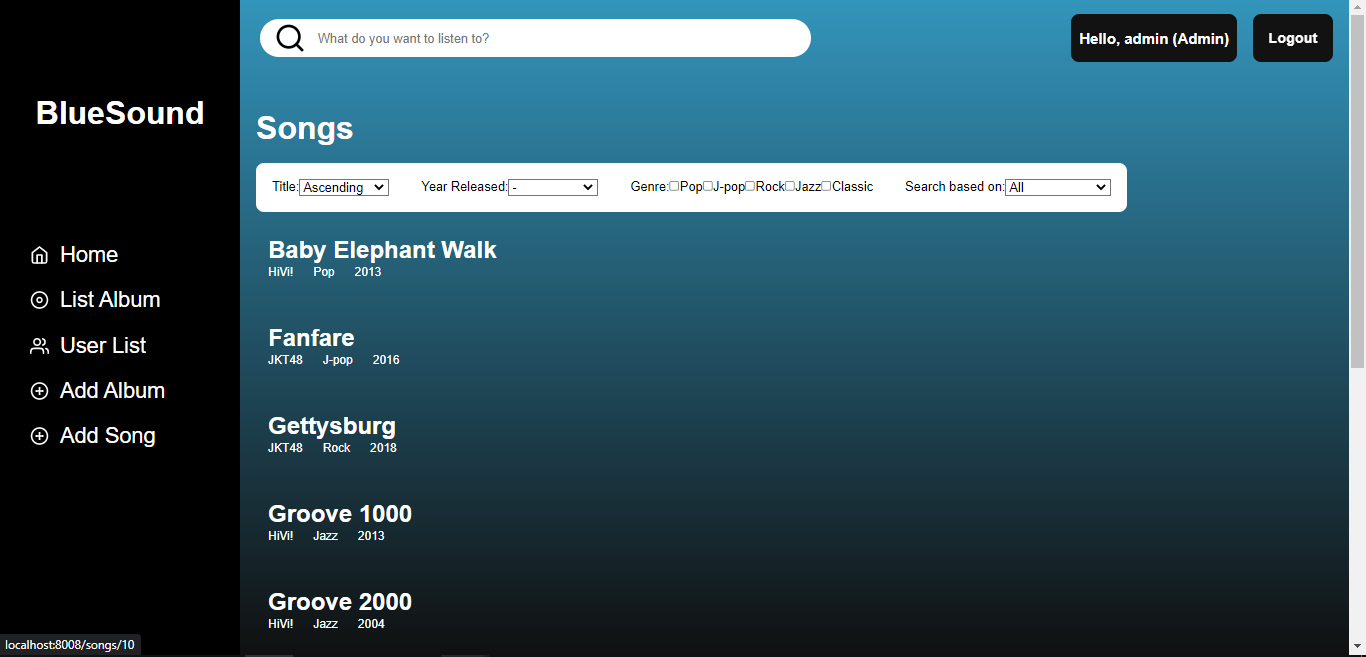 What do you want to listen to?
Hello, admin (Admin)
Logout
BlueSound
Home
List Album
User List
Add Album
Add Song
Songs
Title: Ascending Year Released: - Genre: Pop J-pop Rock Jazz Classic Search based on: All
Baby Elephant Walk
HiVi! Pop 2013
Fanfare
JKT48 J-pop 2016
Gettysburg
JKT48 Rock 2018
Groove 1000
HiVi! Jazz 2013
Groove 2000
HiVi! Jazz 2004
localhost:8008/songs/10